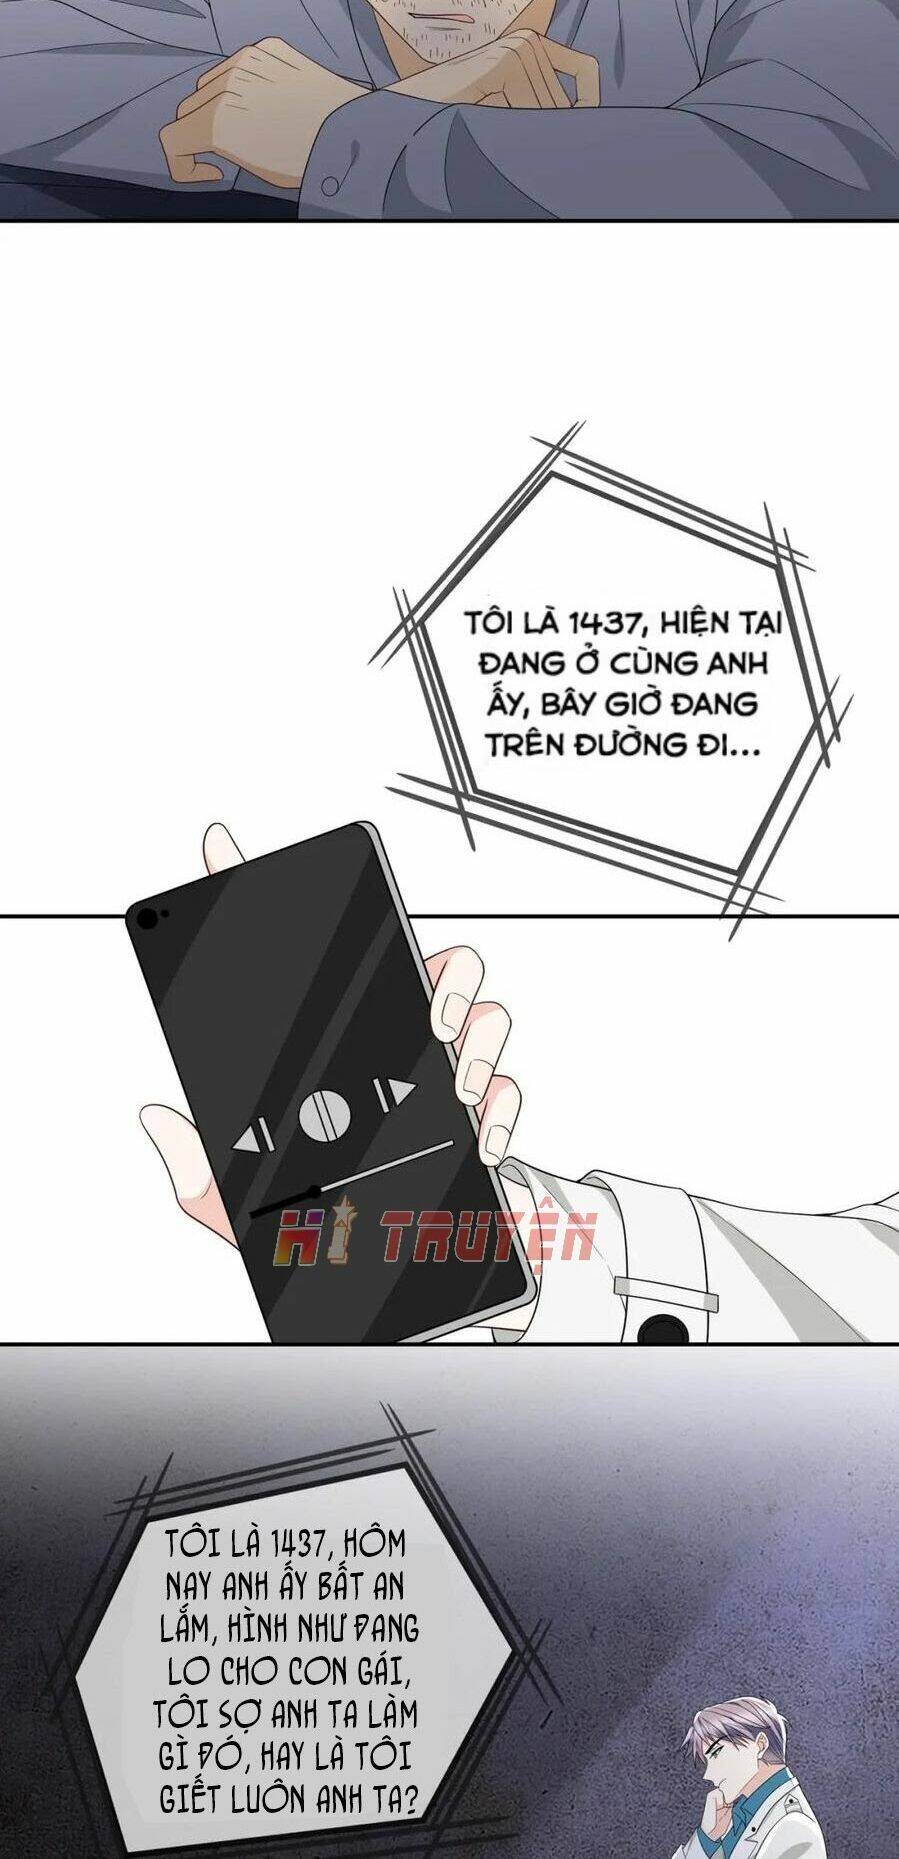 TÔI LÀ 1437, HIỆN TẠI
ĐANG Ở CÙNG ANH
ẤY, BÂY GIỜ ĐANG
TRÊN ĐƯỜNG ĐI...
HI TRUYỆN
TÔI LÀ 1437, HÔM
NAY ANH ẤY BẤT AN
LẮM, HÌNH NHƯ ĐANG
LO CHO CON GÁI,
TÔI SỢ ANH TA LÀM
GÌ ĐÓ, HAY LÀ TÔI
GIẾT LUÔN ANH TA?